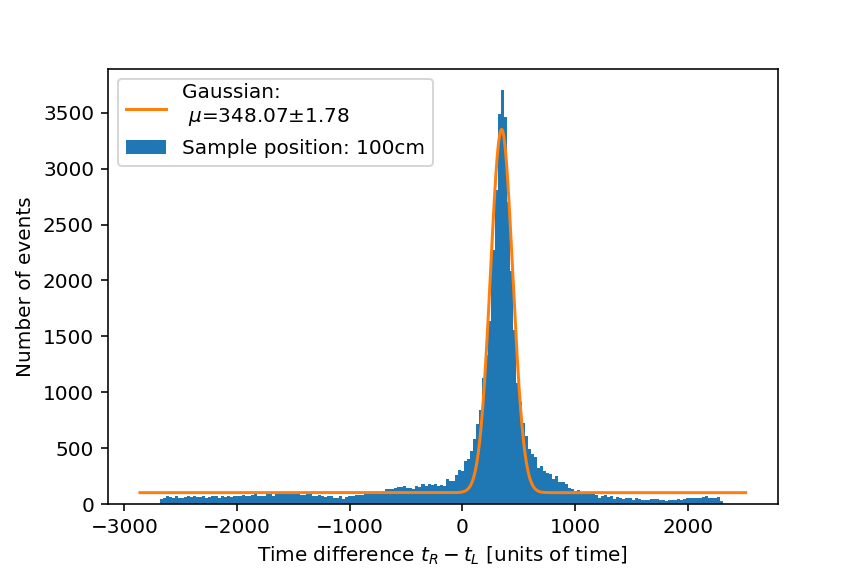 Gaussian:
μ=348.07±1.78
Sample position: 100cm
3500
3000
2500
2000
1500
1000
500
0
Number of events
−3000
−2000
−1000
0
1000
2000
Time difference t_R − t_L [units of time]